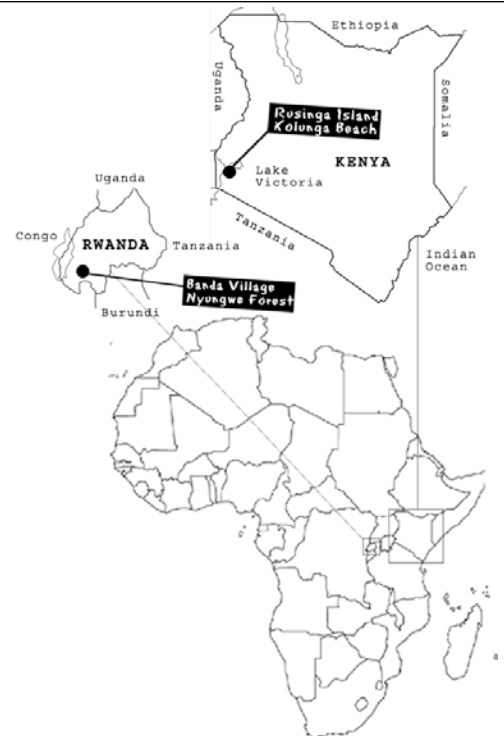 Ethiopia
Uganda
Somalia
Rusinga Island
Kolunga Beach
KENYA
Lake
Victoria
Tanzania
Indian
Ocean
Uganda
Congo
RWANDA
Tanzania
Banda Village
Nyungwe Forest
Burundi